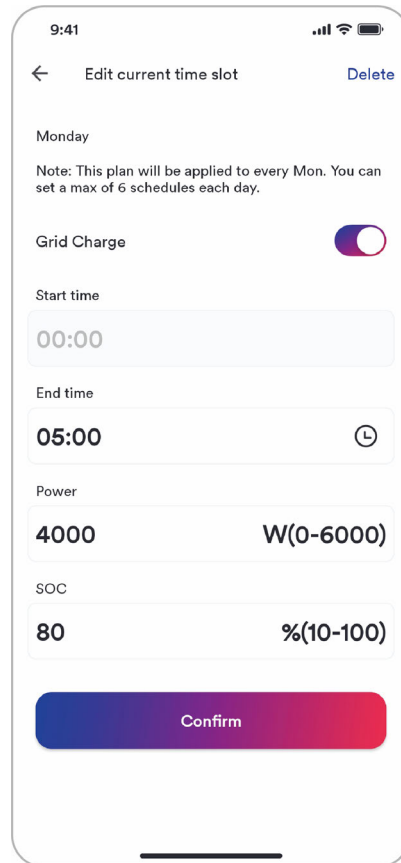 9:41
Edit current time slot Delete
Monday
Note: This plan will be applied to every Mon. You can
set a max of 6 schedules each day.
Grid Charge
Start time
00:00
End time
05:00
Power
4000 W(0-6000)
SOC
80 %(10-100)
Confirm